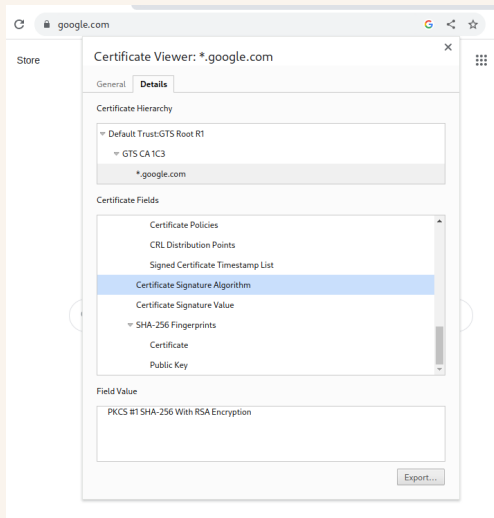 google.com
Store
Certificate Viewer: *.google.com
General Details
Certificate Hierarchy
Default Trust:GTS Root R1
GTS CA 1C3
*.google.com
Certificate Fields
Certificate Policies
CRL Distribution Points
Signed Certificate Timestamp List
Certificate Signature Algorithm
Certificate Signature Value
SHA-256 Fingerprints
Certificate
Public Key
Field Value
PKCS #1 SHA-256 With RSA Encryption
Export...